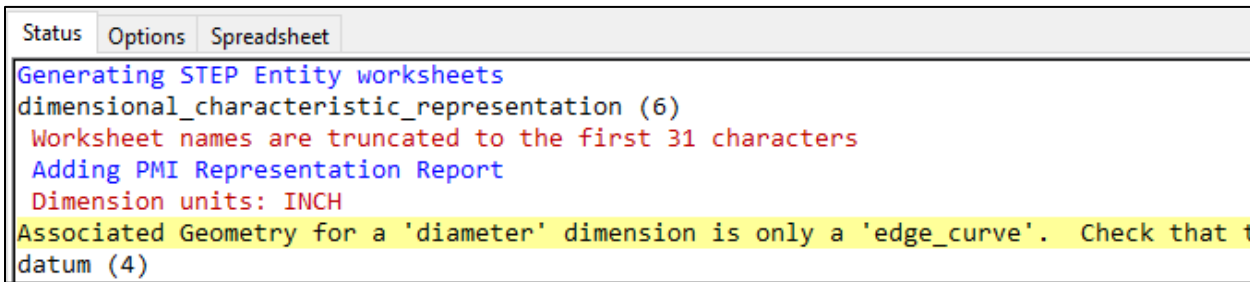 Status Options Spreadsheet
Generating STEP Entity worksheets
dimensional_characteristic_representation (6)
Worksheet names are truncated to the first 31 characters
Adding PMI Representation Report
Dimension units: INCH
Associated Geometry for a 'diameter' dimension is only a 'edge_curve'.  Check that
datum (4)